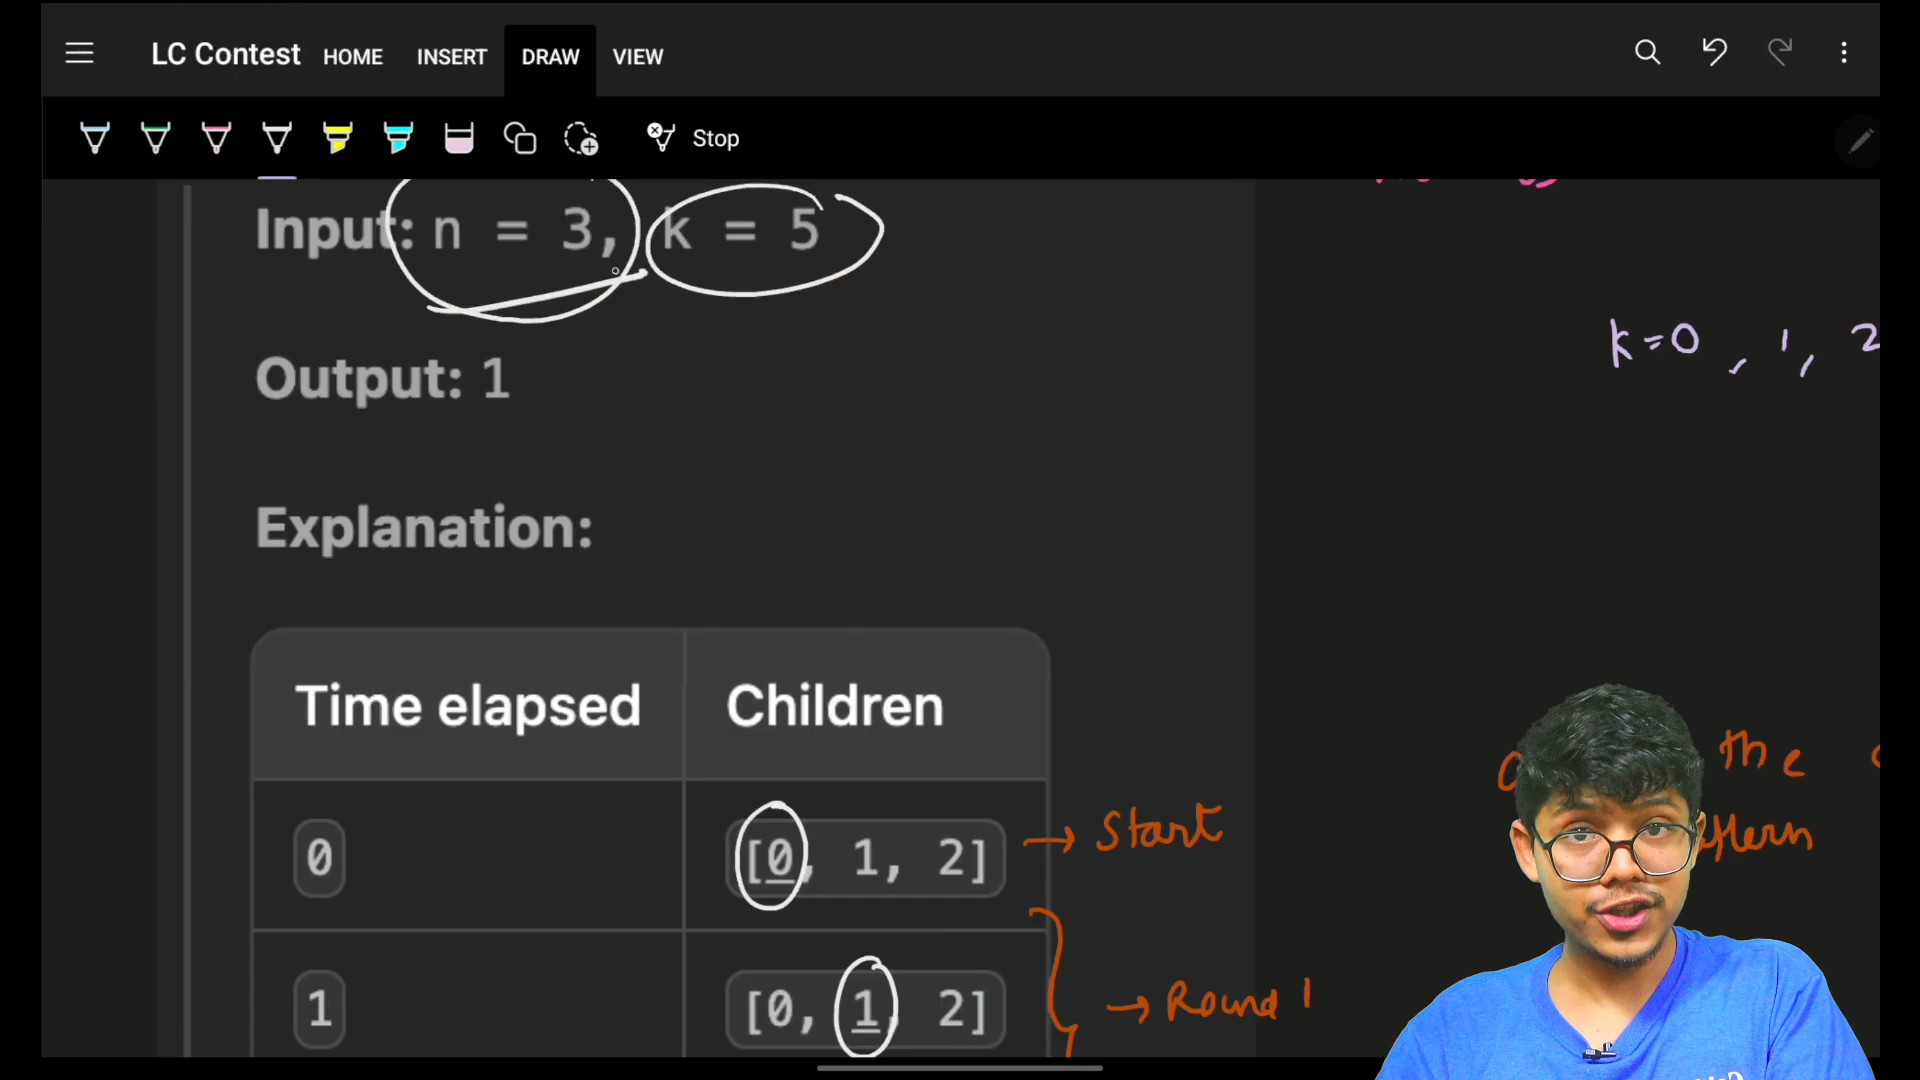 LC Contest HOME INSERT DRAW VIEW
Stop
Input: n = 3, k = 5
k=0, 1, 2
Output: 1
Explanation:
Time elapsed Children
the
0 [0, 1, 2] → Start
1 [0, 1, 2] → Round 1